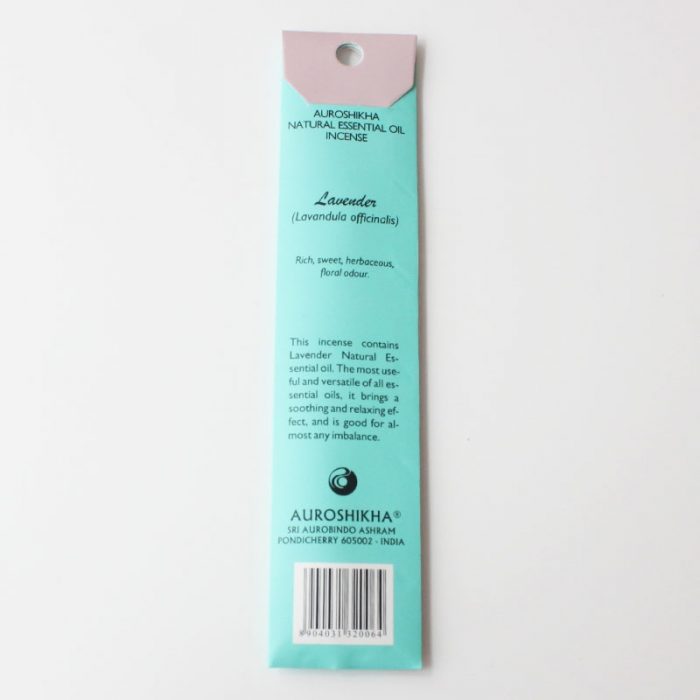 AUROSHIKHA
NATURAL ESSENTIAL OIL
INCENSE
Lavender
(Lavandula officinalis)
Rich, sweet, herbaceous,
floral odour.
This incense contains
Lavender Natural Es-
sential oil. The most use-
ful and versatile of all es-
sential oils, it brings a
soothing and relaxing ef-
fect, and is good for al-
most any imbalance.
AUROSHIKHA®
SRI AUROBINDO ASHRAM
PONDICHERRY 605002 - INDIA
8904031320064